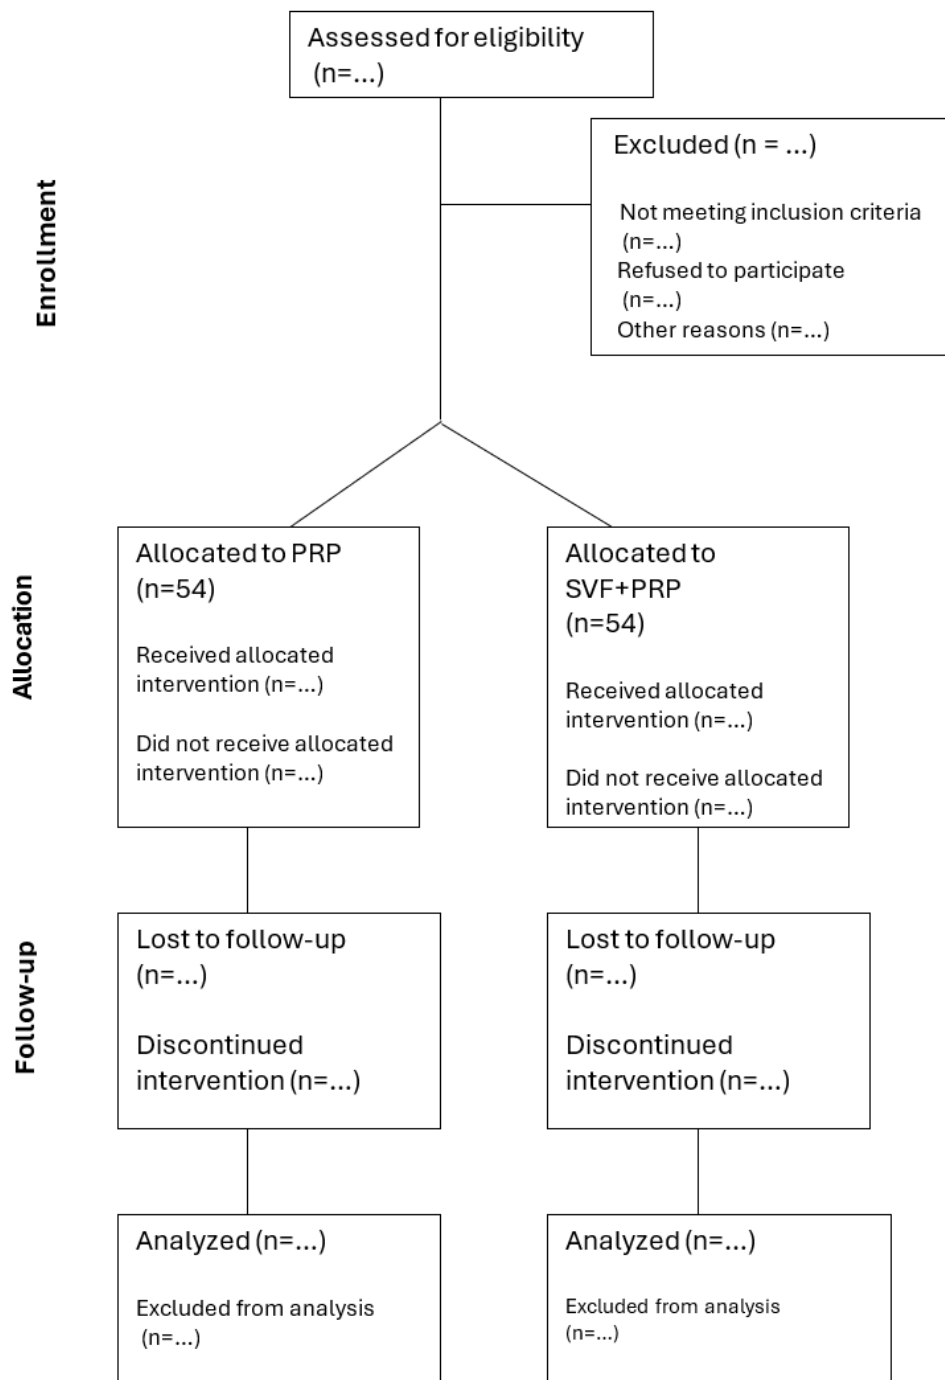 Assessed for eligibility
(n=...)
Enrollment
Excluded (n = ...)
Not meeting inclusion criteria
(n=...)
Refused to participate
(n=...)
Other reasons (n=...)
Allocation
Allocated to PRP
(n=54)
Received allocated
intervention (n=...)
Did not receive allocated
intervention (n=...)
Allocated to
SVF+PRP
(n=54)
Received allocated
intervention (n=...)
Did not receive allocated
intervention (n=...)
Follow-up
Lost to follow-up
(n=...)
Discontinued
intervention (n=...)
Lost to follow-up
(n=...)
Discontinued
intervention (n=...)
Analyzed (n=...)
Excluded from analysis
(n=...)
Analyzed (n=...)
Excluded from analysis
(n=...)